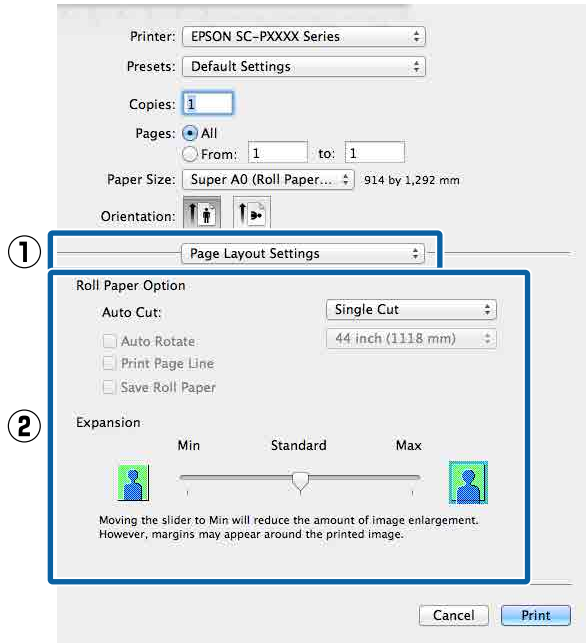 Printer: EPSON SC-PXXXX Series
Presets: Default Settings
Copies: 1
Pages: All
From: 1 to: 1
Paper Size: Super A0 (Roll Paper... 914 by 1,292 mm
Orientation:
① Page Layout Settings
Roll Paper Option
Auto Cut: Single Cut
Auto Rotate 44 inch (1118 mm)
Print Page Line
Save Roll Paper
②
Expansion
Min Standard Max
Moving the slider to Min will reduce the amount of image enlargement.
However, margins may appear around the printed image.
Cancel Print